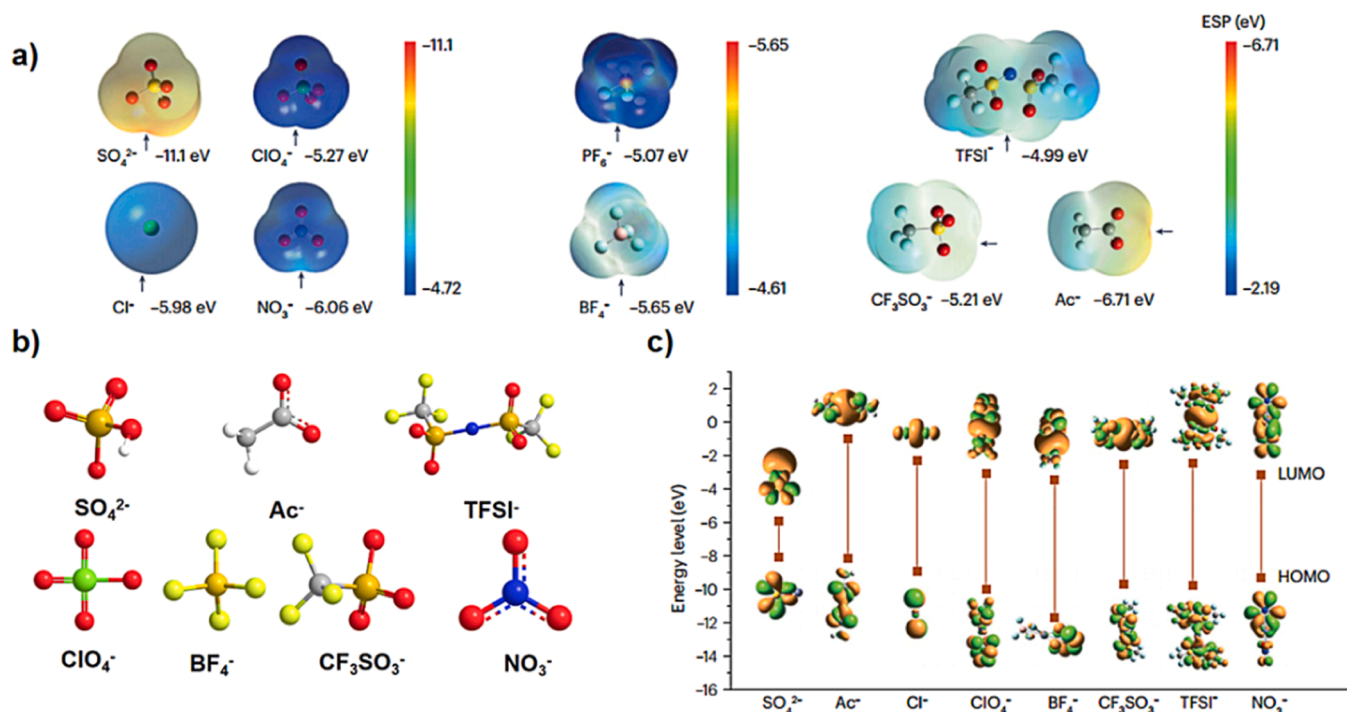 a)
ESP (eV)
−11.1
−5.65
−6.71
SO₄²⁻ −11.1 eV
ClO₄⁻ −5.27 eV
PF₆⁻ −5.07 eV
TFSI⁻ −4.99 eV
Cl⁻ −5.98 eV
NO₃⁻ −6.06 eV
−4.72
BF₄⁻ −5.65 eV
−4.61
CF₃SO₃⁻ −5.21 eV
Ac⁻ −6.71 eV
−2.19
b)
SO₄²⁻
Ac⁻
TFSI⁻
ClO₄⁻
BF₄⁻
CF₃SO₃⁻
NO₃⁻
c)
Energy level (eV)
2
0
−2
−4
−6
−8
−10
−12
−14
−16
LUMO
HOMO
SO₄²⁻ Ac⁻ Cl⁻ ClO₄⁻ BF₄⁻ CF₃SO₃⁻ TFSI⁻ NO₃⁻